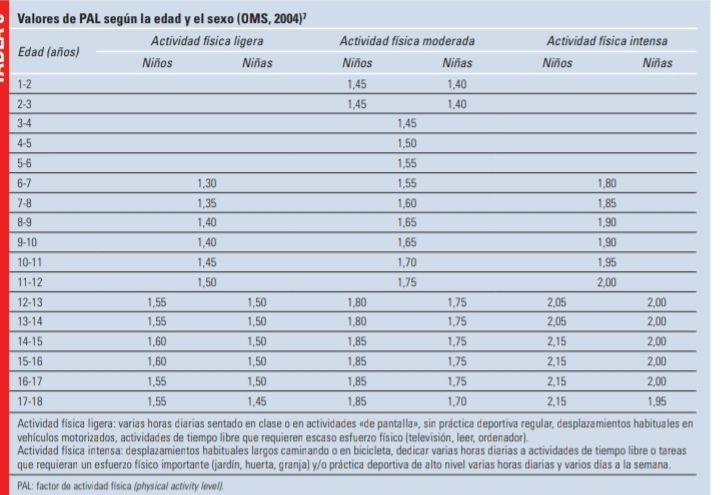 Valores de PAL según la edad y el sexo (OMS, 2004)⁷
Edad (años) Actividad física ligera Actividad física moderada Actividad física intensa
Niños Niñas Niños Niñas Niños Niñas
1-2 1,45 1,40
2-3 1,45 1,40
3-4 1,45
4-5 1,50
5-6 1,55
6-7 1,30 1,55 1,80
7-8 1,35 1,60 1,85
8-9 1,40 1,65 1,90
9-10 1,40 1,65 1,90
10-11 1,45 1,70 1,95
11-12 1,50 1,75 2,00
12-13 1,55 1,50 1,80 1,75 2,05 2,00
13-14 1,55 1,50 1,80 1,75 2,05 2,00
14-15 1,60 1,50 1,85 1,75 2,15 2,00
15-16 1,60 1,50 1,85 1,75 2,15 2,00
16-17 1,55 1,50 1,85 1,75 2,15 2,00
17-18 1,55 1,45 1,85 1,70 2,15 1,95
Actividad física ligera: varias horas diarias sentado en clase o en actividades «de pantalla», sin práctica deportiva regular, desplazamientos habituales en
vehículos motorizados, actividades de tiempo libre que requieren escaso esfuerzo físico (televisión, leer, ordenador).
Actividad física intensa: desplazamientos habituales largos caminando o en bicicleta, dedicar varias horas diarias a actividades de tiempo libre o tareas
que requieran un esfuerzo físico importante (jardín, huerta, granja) y/o práctica deportiva de alto nivel varias horas diarias y varios días a la semana.
PAL: factor de actividad física (physical activity level).